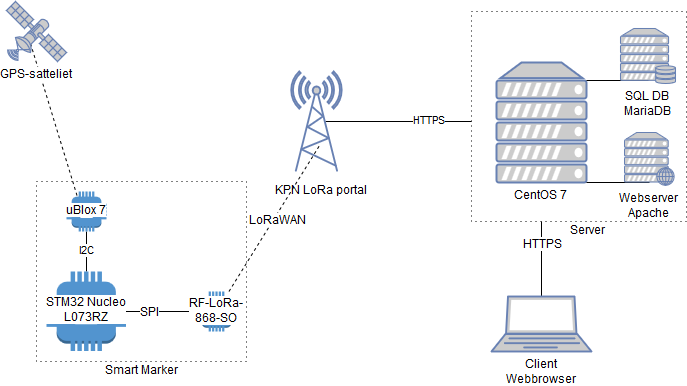 GPS-satteliet
KPN LoRa portal
HTTPS
SQL DB
MariaDB
CentOS 7
Webserver
Apache
Server
uBlox 7
I2C
LoRaWAN
STM32 Nucleo
L073RZ
SPI
RF-LoRa-
868-SO
Smart Marker
HTTPS
Client
Webbrowser